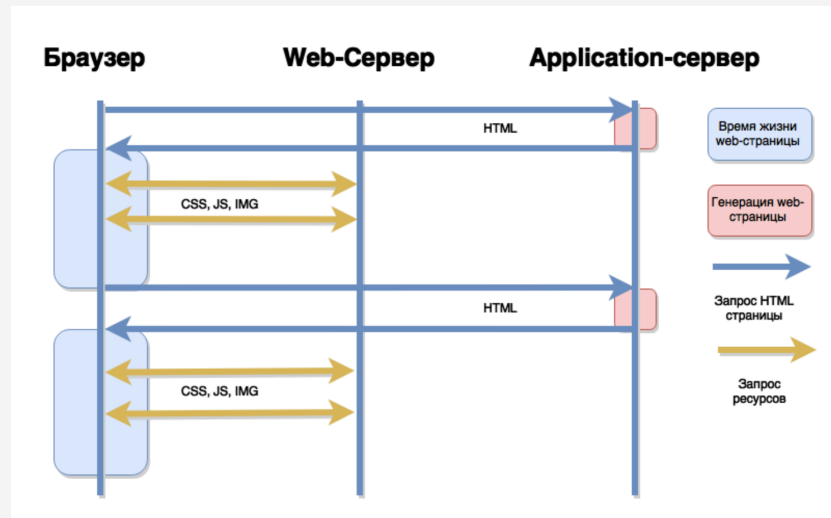 Браузер
Web-Сервер
Application-сервер
HTML
CSS, JS, IMG
HTML
CSS, JS, IMG
Время жизни
web-страницы
Генерация web-
страницы
Запрос HTML
страницы
Запрос
ресурсов